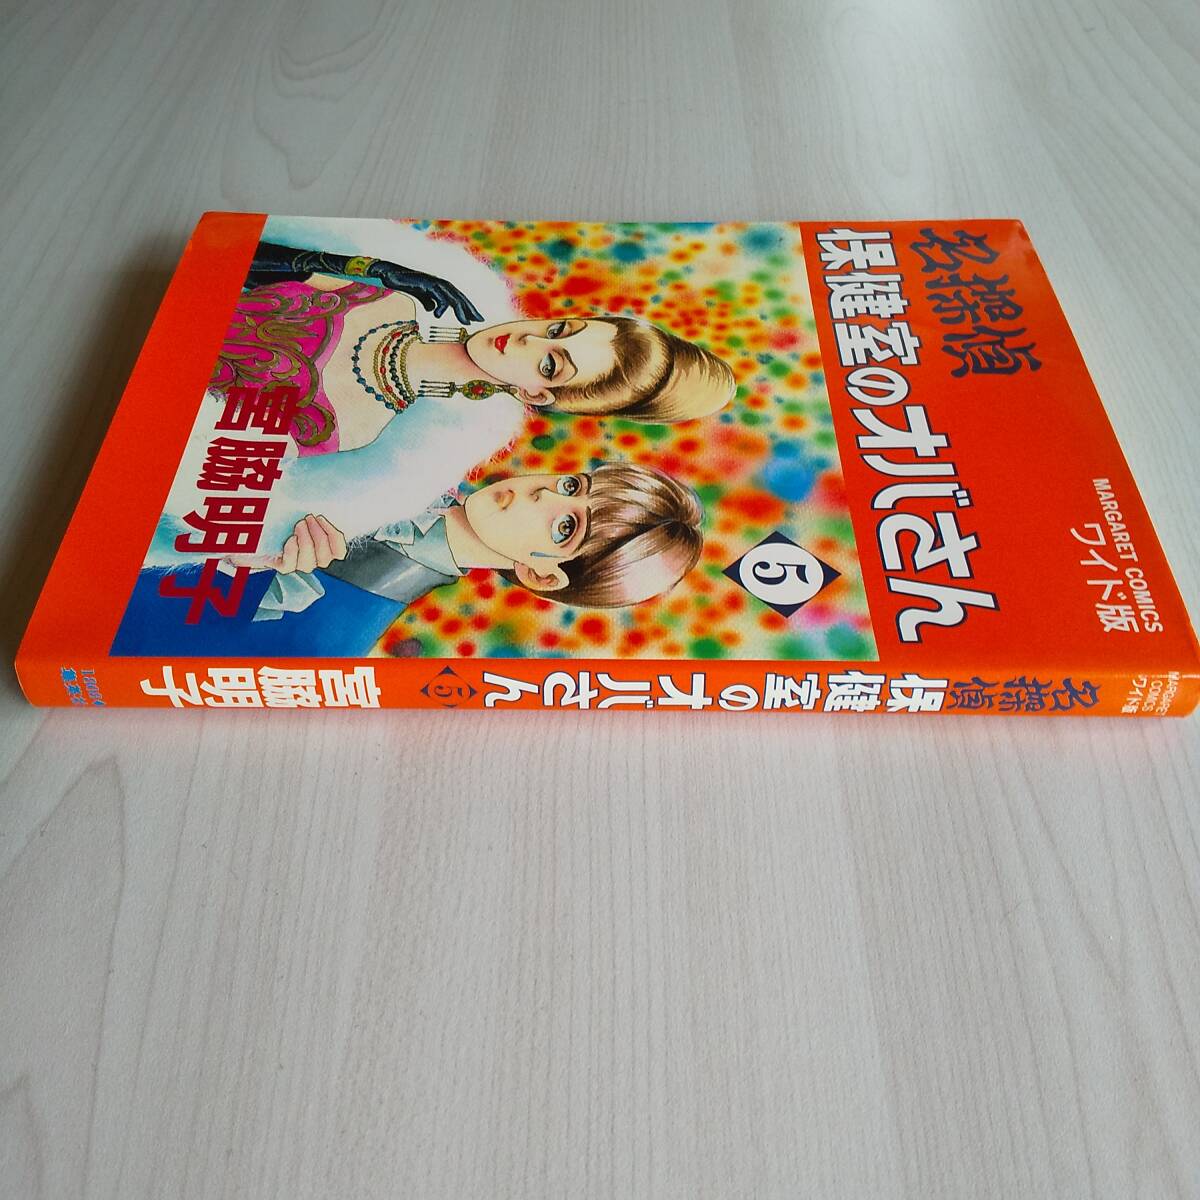 MARGARET COMICS
ワイド版
名探偵
保健室のオバさん
5
宮脇明子
MARGARET
COMICS
ワイド版
名探偵
保健室のオバさん
5
宮脇明子
集英社